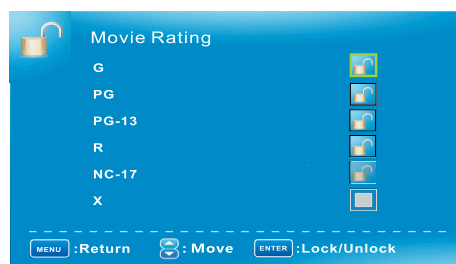 Movie Rating
G
PG
PG-13
R
NC-17
X
MENU :Return : Move ENTER :Lock/Unlock